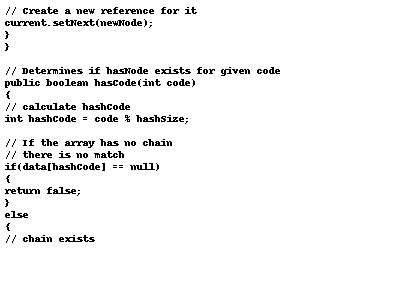 // Create a new reference for it
current.setNext(newNode);
}
}

// Determines if hasNode exists for given code
public boolean hasCode(int code)
{
// calculate hashCode
int hashCode = code % hashSize;

// If the array has no chain
// there is no match
if(data[hashCode] == null)
{
return false;
}
else
{
// chain exists